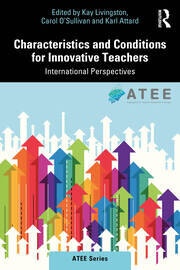 Edited by Kay Livingston,
Carol O'Sullivan and Karl Attard
Characteristics and Conditions
for Innovative Teachers
International Perspectives
ATEE
ATEE Series